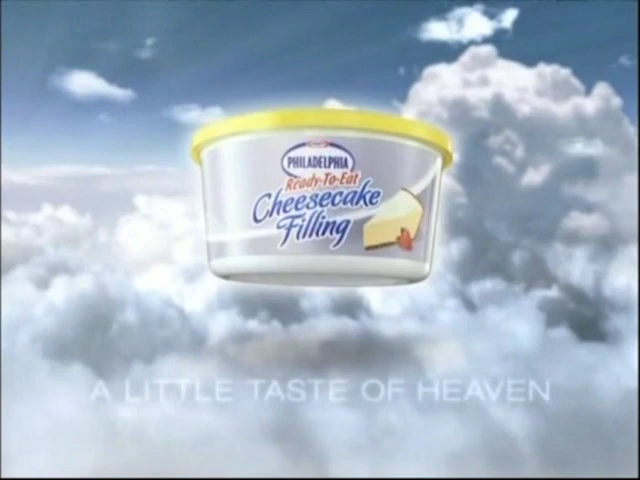 PHILADELPHIA
Ready-To-Eat
Cheesecake
Filling
A LITTLE TASTE OF HEAVEN